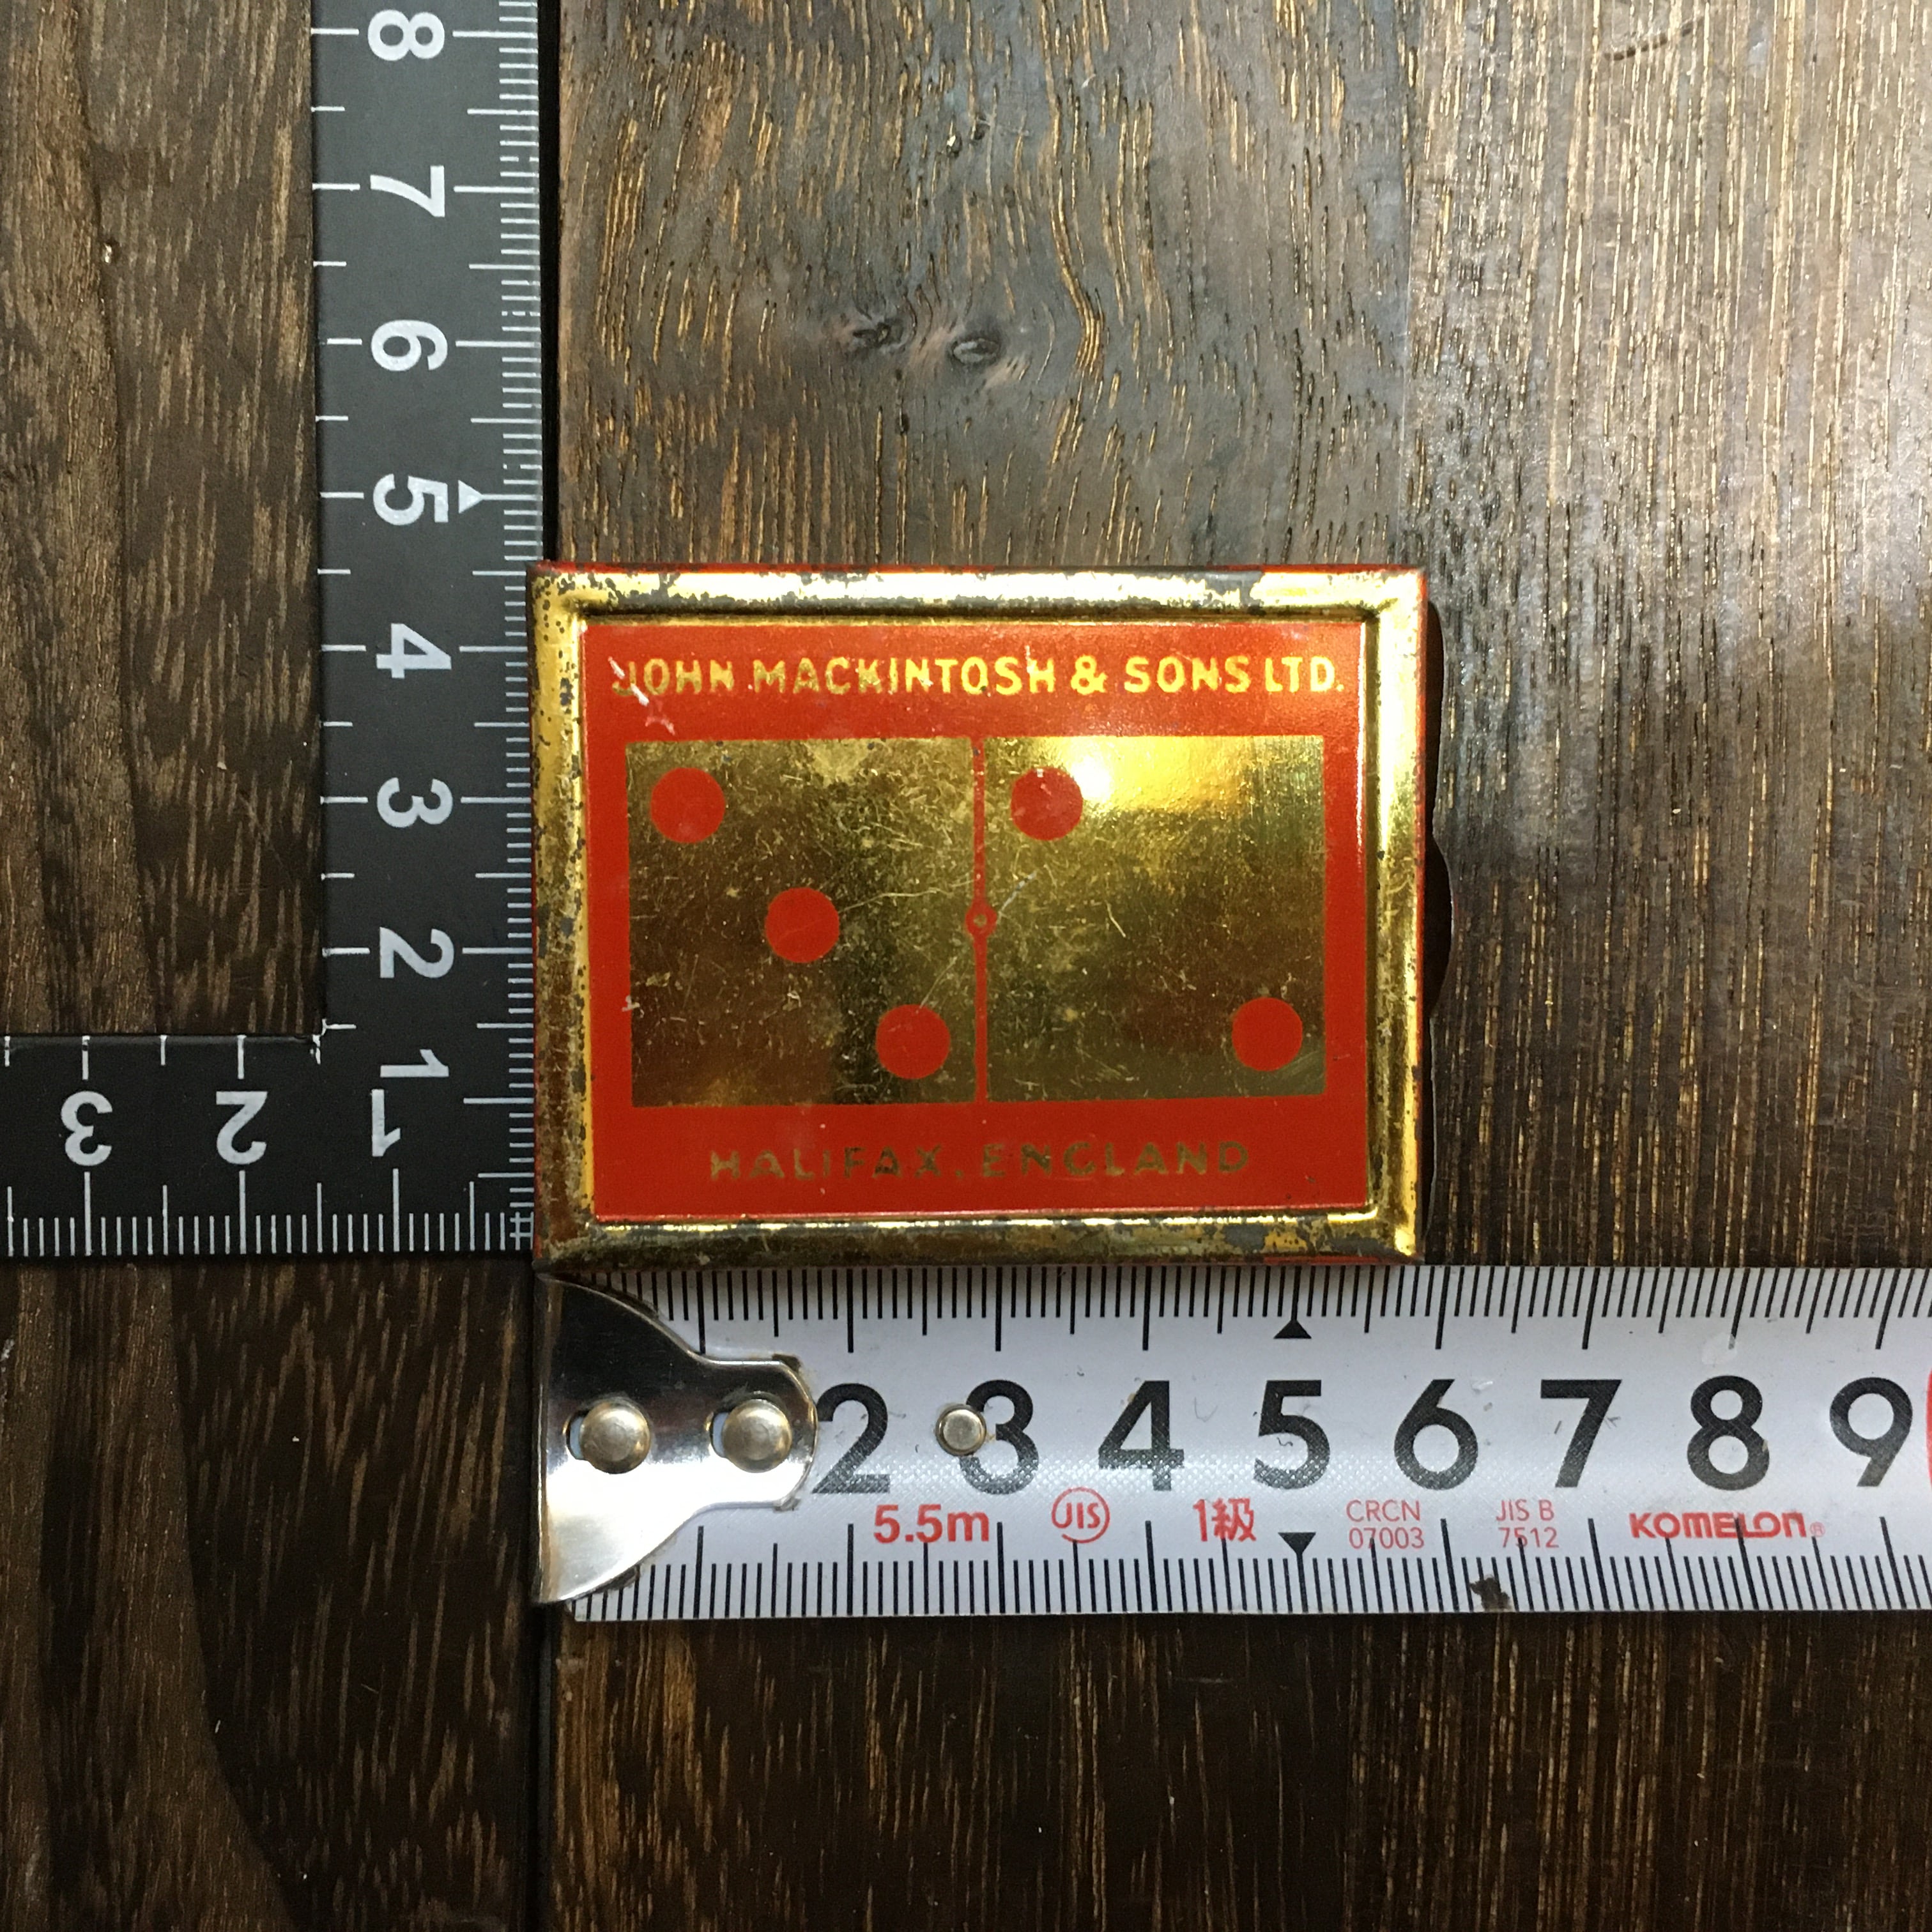 8
7
6
5
4
3
2
1
3 2 1
JOHN MACKINTOSH & SONS LTD.
HALIFAX, ENGLAND
2 3 4 5 6 7 8 9
5.5m JIS 1級 CRCN 07003 JIS B 7512 KOMELON®